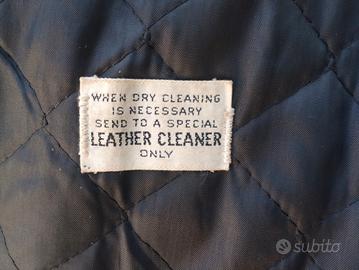 WHEN DRY CLEANING
IS NECESSARY
SEND TO A SPECIAL
LEATHER CLEANER
ONLY
subito